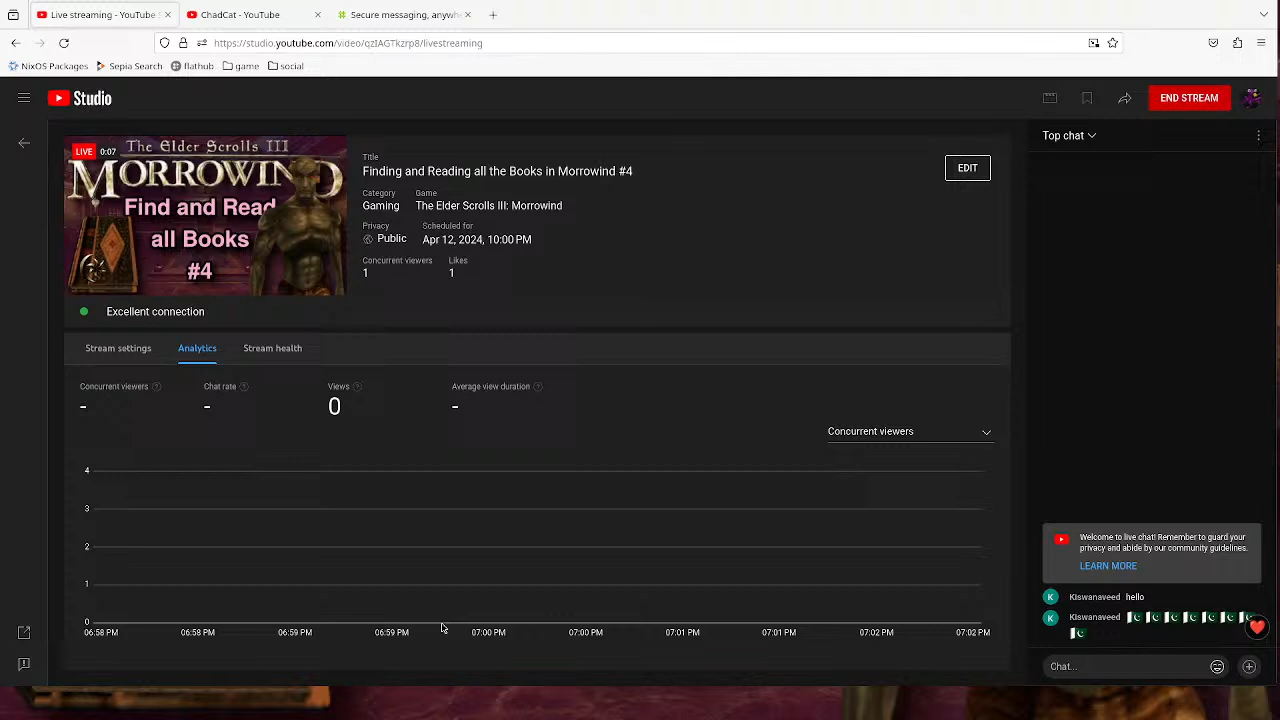 Live streaming - YouTube S
ChadCat - YouTube
Secure messaging, anywhe
https://studio.youtube.com/video/qzIAGTkzrp8/livestreaming
NixOS Packages
Sepia Search
flathub
game
social
Studio
END STREAM
LIVE 0:07
The Elder Scrolls III
MORROWIND
Find and Read
all Books
#4
Title
Finding and Reading all the Books in Morrowind #4
EDIT
Category Game
Gaming The Elder Scrolls III: Morrowind
Privacy Scheduled for
Public Apr 12, 2024, 10:00 PM
Concurrent viewers Likes
1 1
Excellent connection
Stream settings Analytics Stream health
Concurrent viewers Chat rate Views Average view duration
- - 0 -
Concurrent viewers
4
3
2
1
0
06:58 PM 06:58 PM 06:59 PM 06:59 PM 07:00 PM 07:00 PM 07:01 PM 07:01 PM 07:02 PM 07:02 PM
Top chat
Welcome to live chat! Remember to guard your
privacy and abide by our community guidelines.
LEARN MORE
K Kiswanaveed hello
K Kiswanaveed 🇵🇰🇵🇰🇵🇰🇵🇰🇵🇰🇵🇰🇵🇰
🇵🇰
Chat...